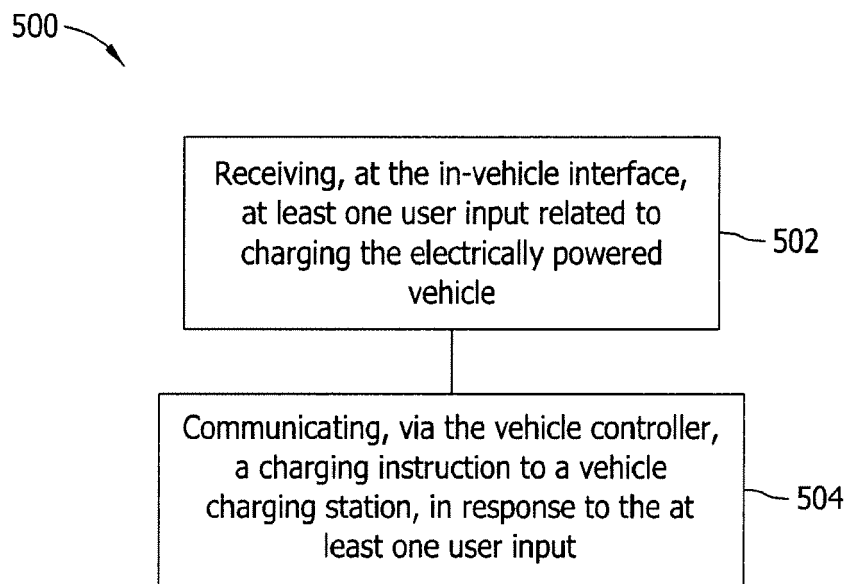 500
Receiving, at the in-vehicle interface,
at least one user input related to
charging the electrically powered
vehicle
502
Communicating, via the vehicle controller,
a charging instruction to a vehicle
charging station, in response to the at
least one user input
504